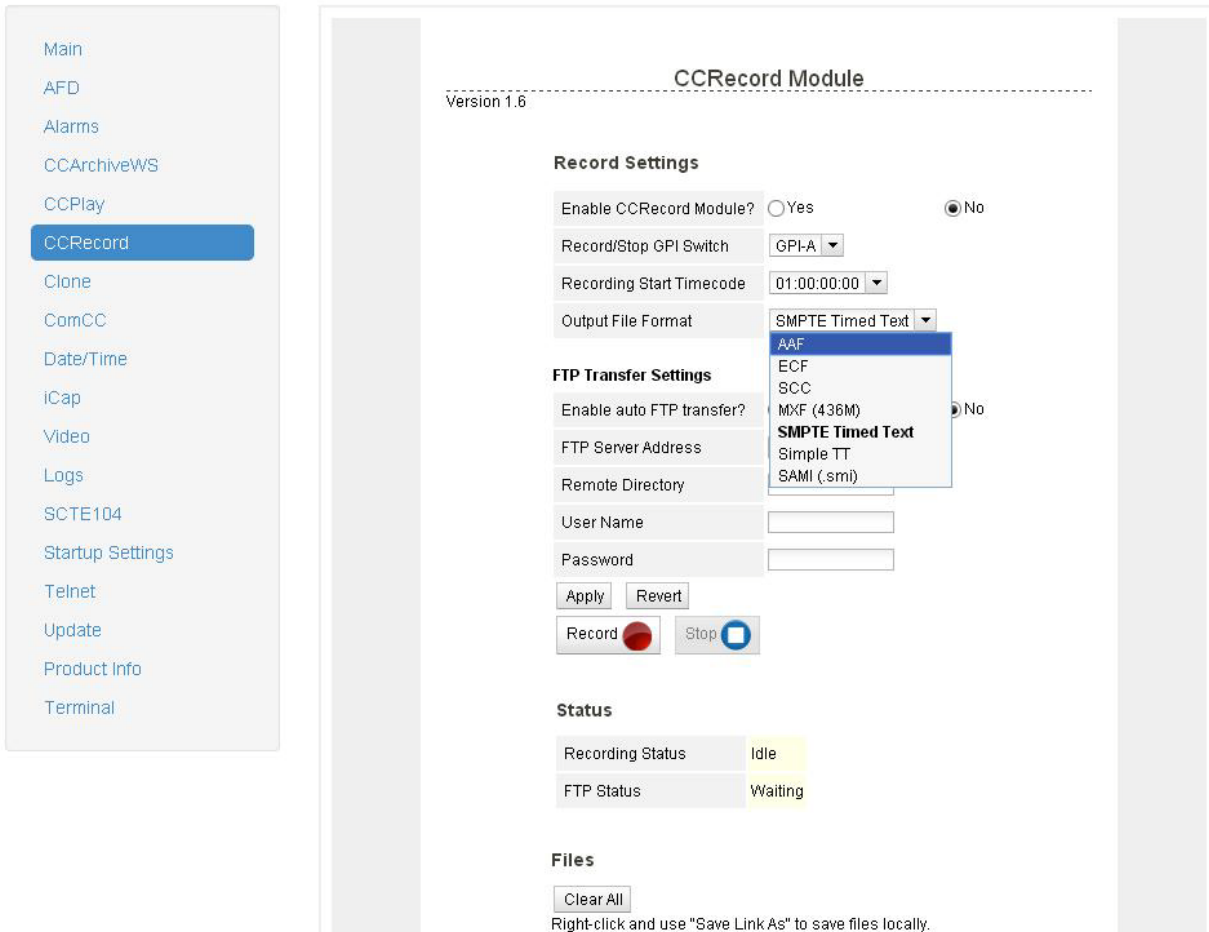 Main
AFD
Alarms
CCArchiveWS
CCPlay
CCRecord
Clone
ComCC
Date/Time
iCap
Video
Logs
SCTE104
Startup Settings
Telnet
Update
Product Info
Terminal
CCRecord Module
Version 1.6
Record Settings
Enable CCRecord Module? Yes No
Record/Stop GPI Switch GPI-A
Recording Start Timecode 01:00:00:00
Output File Format SMPTE Timed Text
AAF
ECF
SCC
MXF (436M)
SMPTE Timed Text
Simple TT
SAMI (.smi)
FTP Transfer Settings
Enable auto FTP transfer? No
FTP Server Address
Remote Directory
User Name
Password
Apply Revert
Record Stop
Status
Recording Status Idle
FTP Status Waiting
Files
Clear All
Right-click and use "Save Link As" to save files locally.